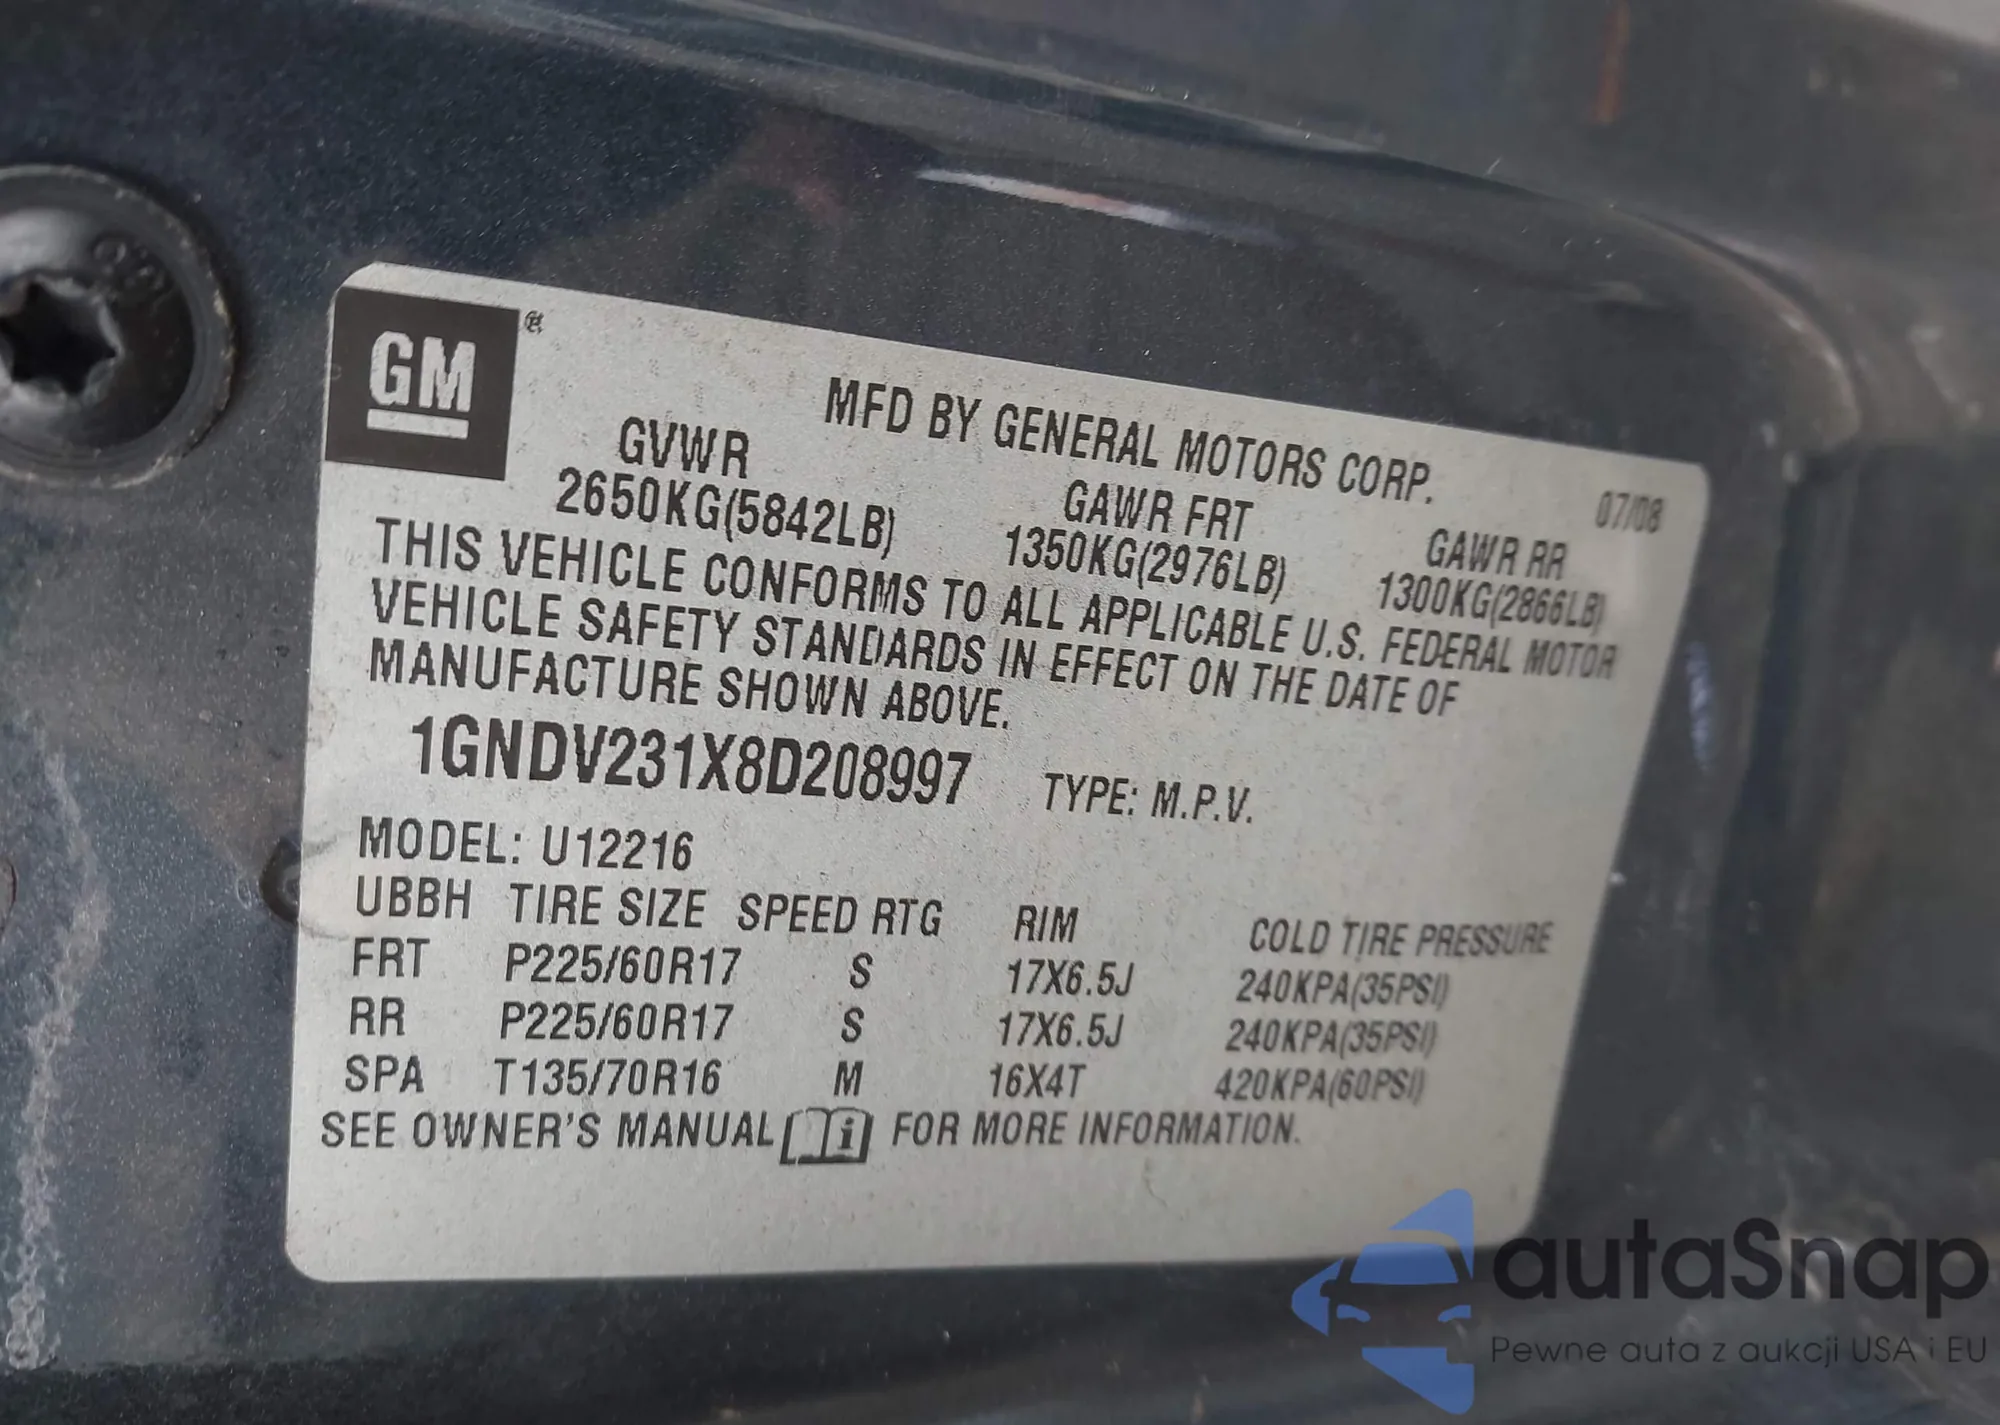 GM ®
MFD BY GENERAL MOTORS CORP.
07/08
GVWR GAWR FRT GAWR RR
2650KG(5842LB) 1350KG(2976LB) 1300KG(2866LB)
THIS VEHICLE CONFORMS TO ALL APPLICABLE U.S. FEDERAL MOTOR
VEHICLE SAFETY STANDARDS IN EFFECT ON THE DATE OF
MANUFACTURE SHOWN ABOVE.
1GNDV231X8D208997 TYPE: M.P.V.
MODEL: U12216
UBBH TIRE SIZE SPEED RTG RIM COLD TIRE PRESSURE
FRT P225/60R17 S 17X6.5J 240KPA(35PSI)
RR P225/60R17 S 17X6.5J 240KPA(35PSI)
SPA T135/70R16 M 16X4T 420KPA(60PSI)
SEE OWNER'S MANUAL i FOR MORE INFORMATION.
autaSnap
Pewne auta z aukcji USA i EU